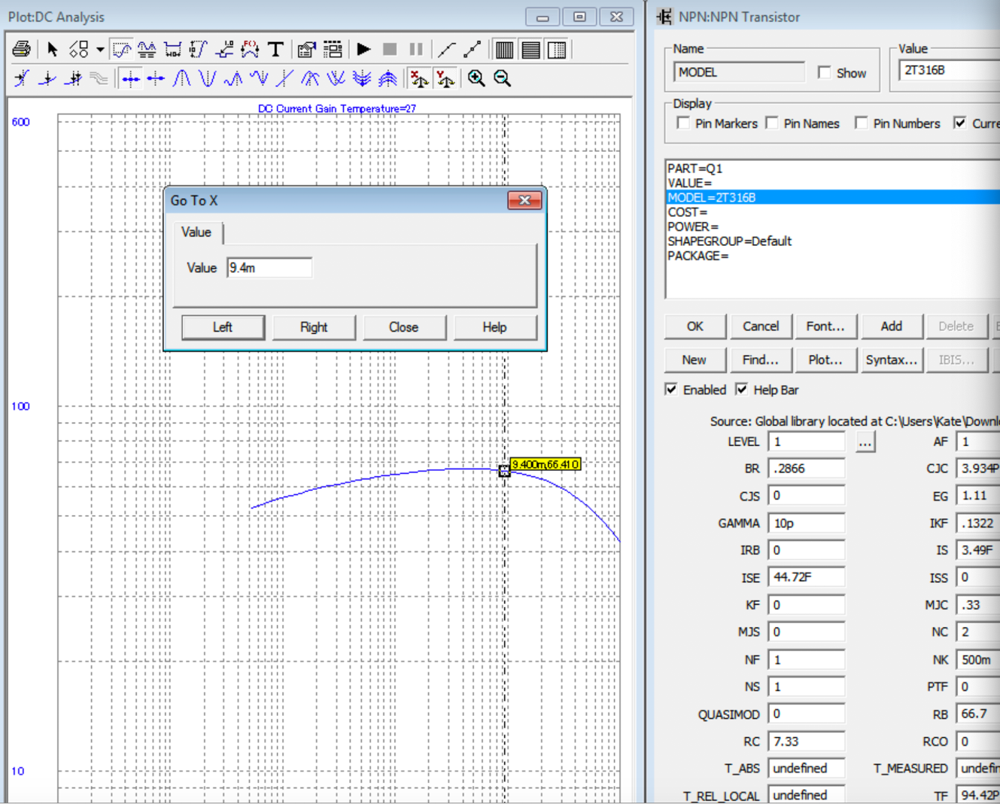 Plot:DC Analysis
DC Current Gain Temperature=27
600
100
10
9.400m,66.410
Go To X
Value
Value 9.4m
Left Right Close Help
NPN:NPN Transistor
Name
MODEL Show
Value
2T316B
Display
Pin Markers Pin Names Pin Numbers Curre
PART=Q1
VALUE=
MODEL=2T316B
COST=
POWER=
SHAPEGROUP=Default
PACKAGE=
OK Cancel Font... Add Delete
New Find... Plot... Syntax... IBIS...
Enabled Help Bar
Source: Global library located at C:\Users\Kate\Downl
LEVEL 1 ... AF 1
BR .2866 CJC 3.934P
CJS 0 EG 1.11
GAMMA 10p IKF .1322
IRB 0 IS 3.49F
ISE 44.72F ISS 0
KF 0 MJC .33
MJS 0 NC 2
NF 1 NK 500m
NS 1 PTF 0
QUASIMOD 0 RB 66.7
RC 7.33 RCO 0
T_ABS undefined T_MEASURED undefin
T_REL_LOCAL undefined TF 94.42P